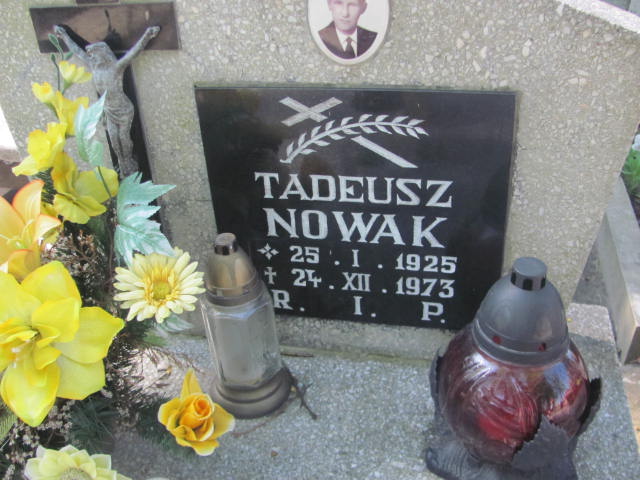 TADEUSZ
NOWAK
25 . I . 1925
† 24 . XII . 1973
R. I. P.